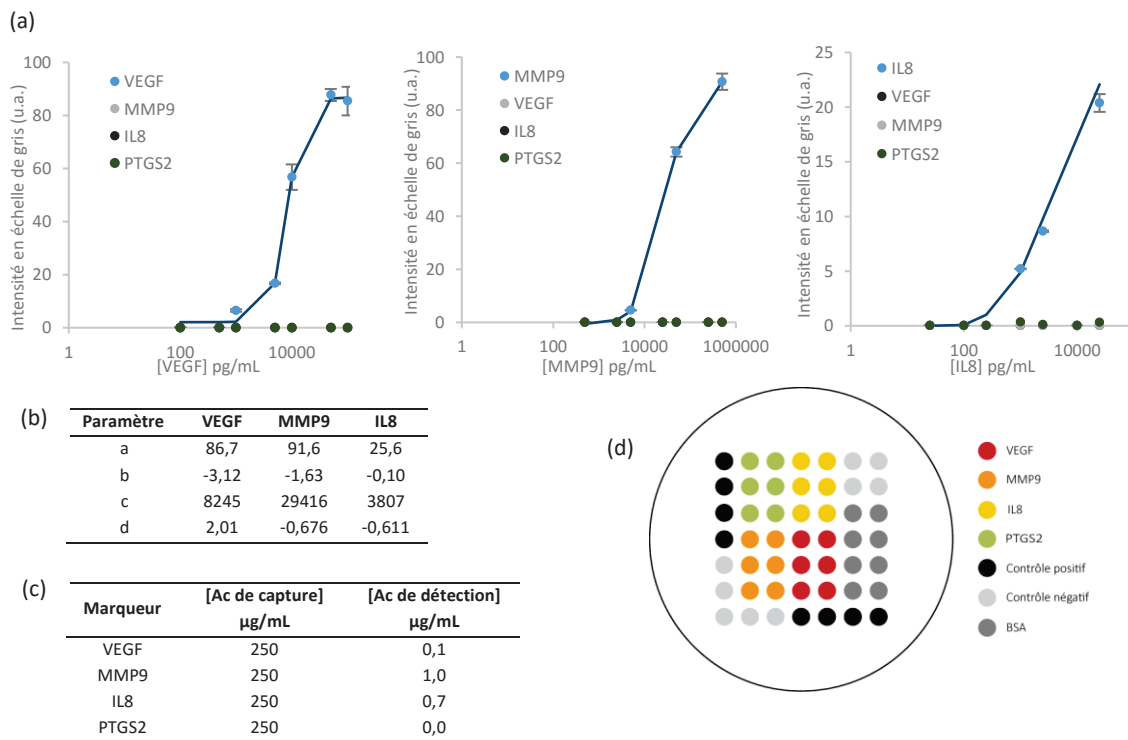 (a)
Intensité en échelle de gris (u.a.)
100
80
60
40
20
0
1
100
10000
[VEGF] pg/mL
VEGF
MMP9
IL8
PTGS2
Intensité en échelle de gris (u.a.)
100
80
60
40
20
0
1
100
10000
1000000
[MMP9] pg/mL
MMP9
VEGF
IL8
PTGS2
Intensité en échelle de gris (u.a.)
25
20
15
10
5
0
1
100
10000
[IL8] pg/mL
IL8
VEGF
MMP9
PTGS2
(b)
Paramètre VEGF MMP9 IL8
a 86,7 91,6 25,6
b -3,12 -1,63 -0,10
c 8245 29416 3807
d 2,01 -0,676 -0,611
(c)
Marqueur [Ac de capture] µg/mL [Ac de détection] µg/mL
VEGF 250 0,1
MMP9 250 1,0
IL8 250 0,7
PTGS2 250 0,0
(d)
VEGF
MMP9
IL8
PTGS2
Contrôle positif
Contrôle négatif
BSA